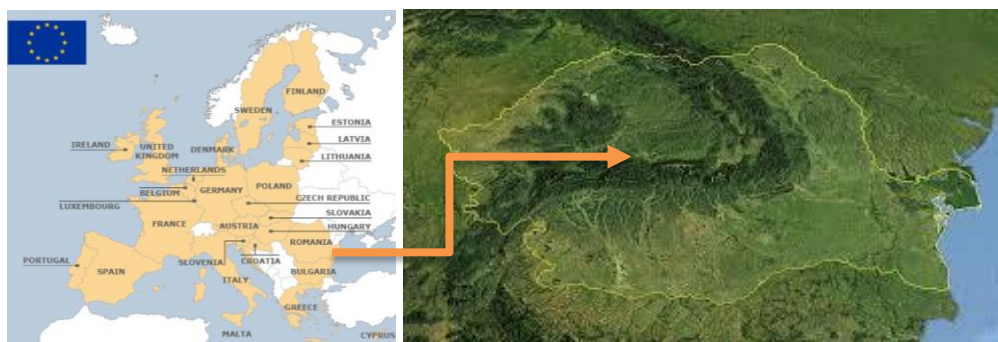 FINLAND
SWEDEN
ESTONIA
LATVIA
IRELAND
UNITED
KINGDOM
DENMARK
LITHUANIA
NETHERLANDS
BELGIUM
GERMANY
POLAND
LUXEMBOURG
CZECH REPUBLIC
SLOVAKIA
FRANCE
AUSTRIA
HUNGARY
ROMANIA
PORTUGAL
SPAIN
SLOVENIA
CROATIA
ITALY
BULGARIA
GREECE
MALTA
CYPRUS